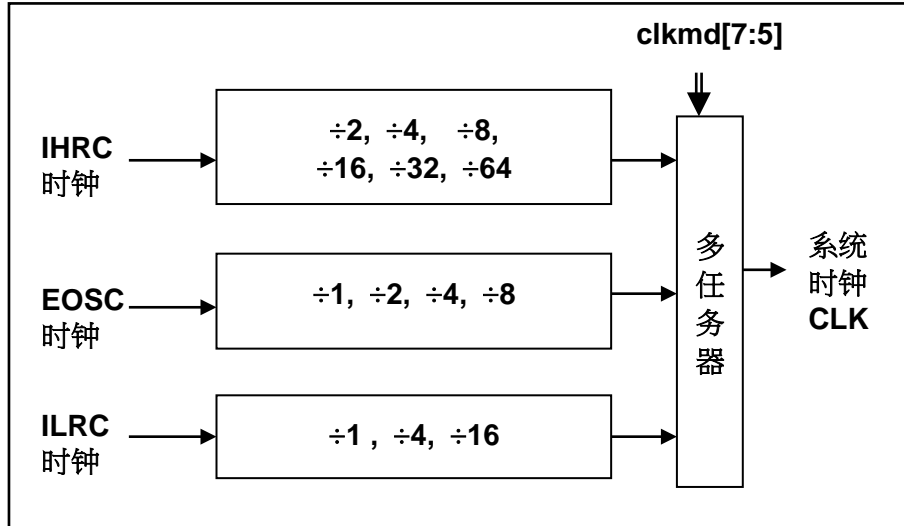 clkmd[7:5]
IHRC
时钟
÷2, ÷4, ÷8,
÷16, ÷32, ÷64
EOSC
时钟
÷1, ÷2, ÷4, ÷8
ILRC
时钟
÷1 , ÷4, ÷16
多
任
务
器
系统
时钟
CLK